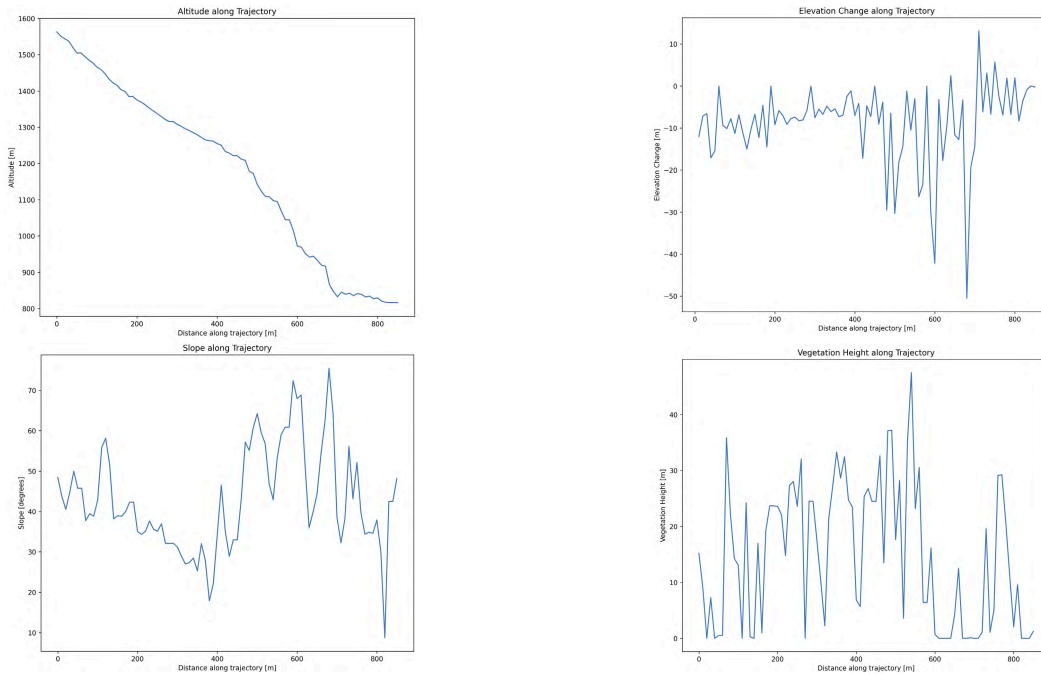 Altitude along Trajectory
1600
1500
1400
1300
1200
1100
1000
900
800
Altitude [m]
0 200 400 600 800
Distance along trajectory [m]
Elevation Change along Trajectory
10
0
−10
−20
−30
−40
−50
Elevation Change [m]
0 200 400 600 800
Distance along trajectory [m]
Slope along Trajectory
70
60
50
40
30
20
10
Slope [degrees]
0 200 400 600 800
Distance along trajectory [m]
Vegetation Height along Trajectory
40
30
20
10
0
Vegetation Height [m]
0 200 400 600 800
Distance along trajectory [m]